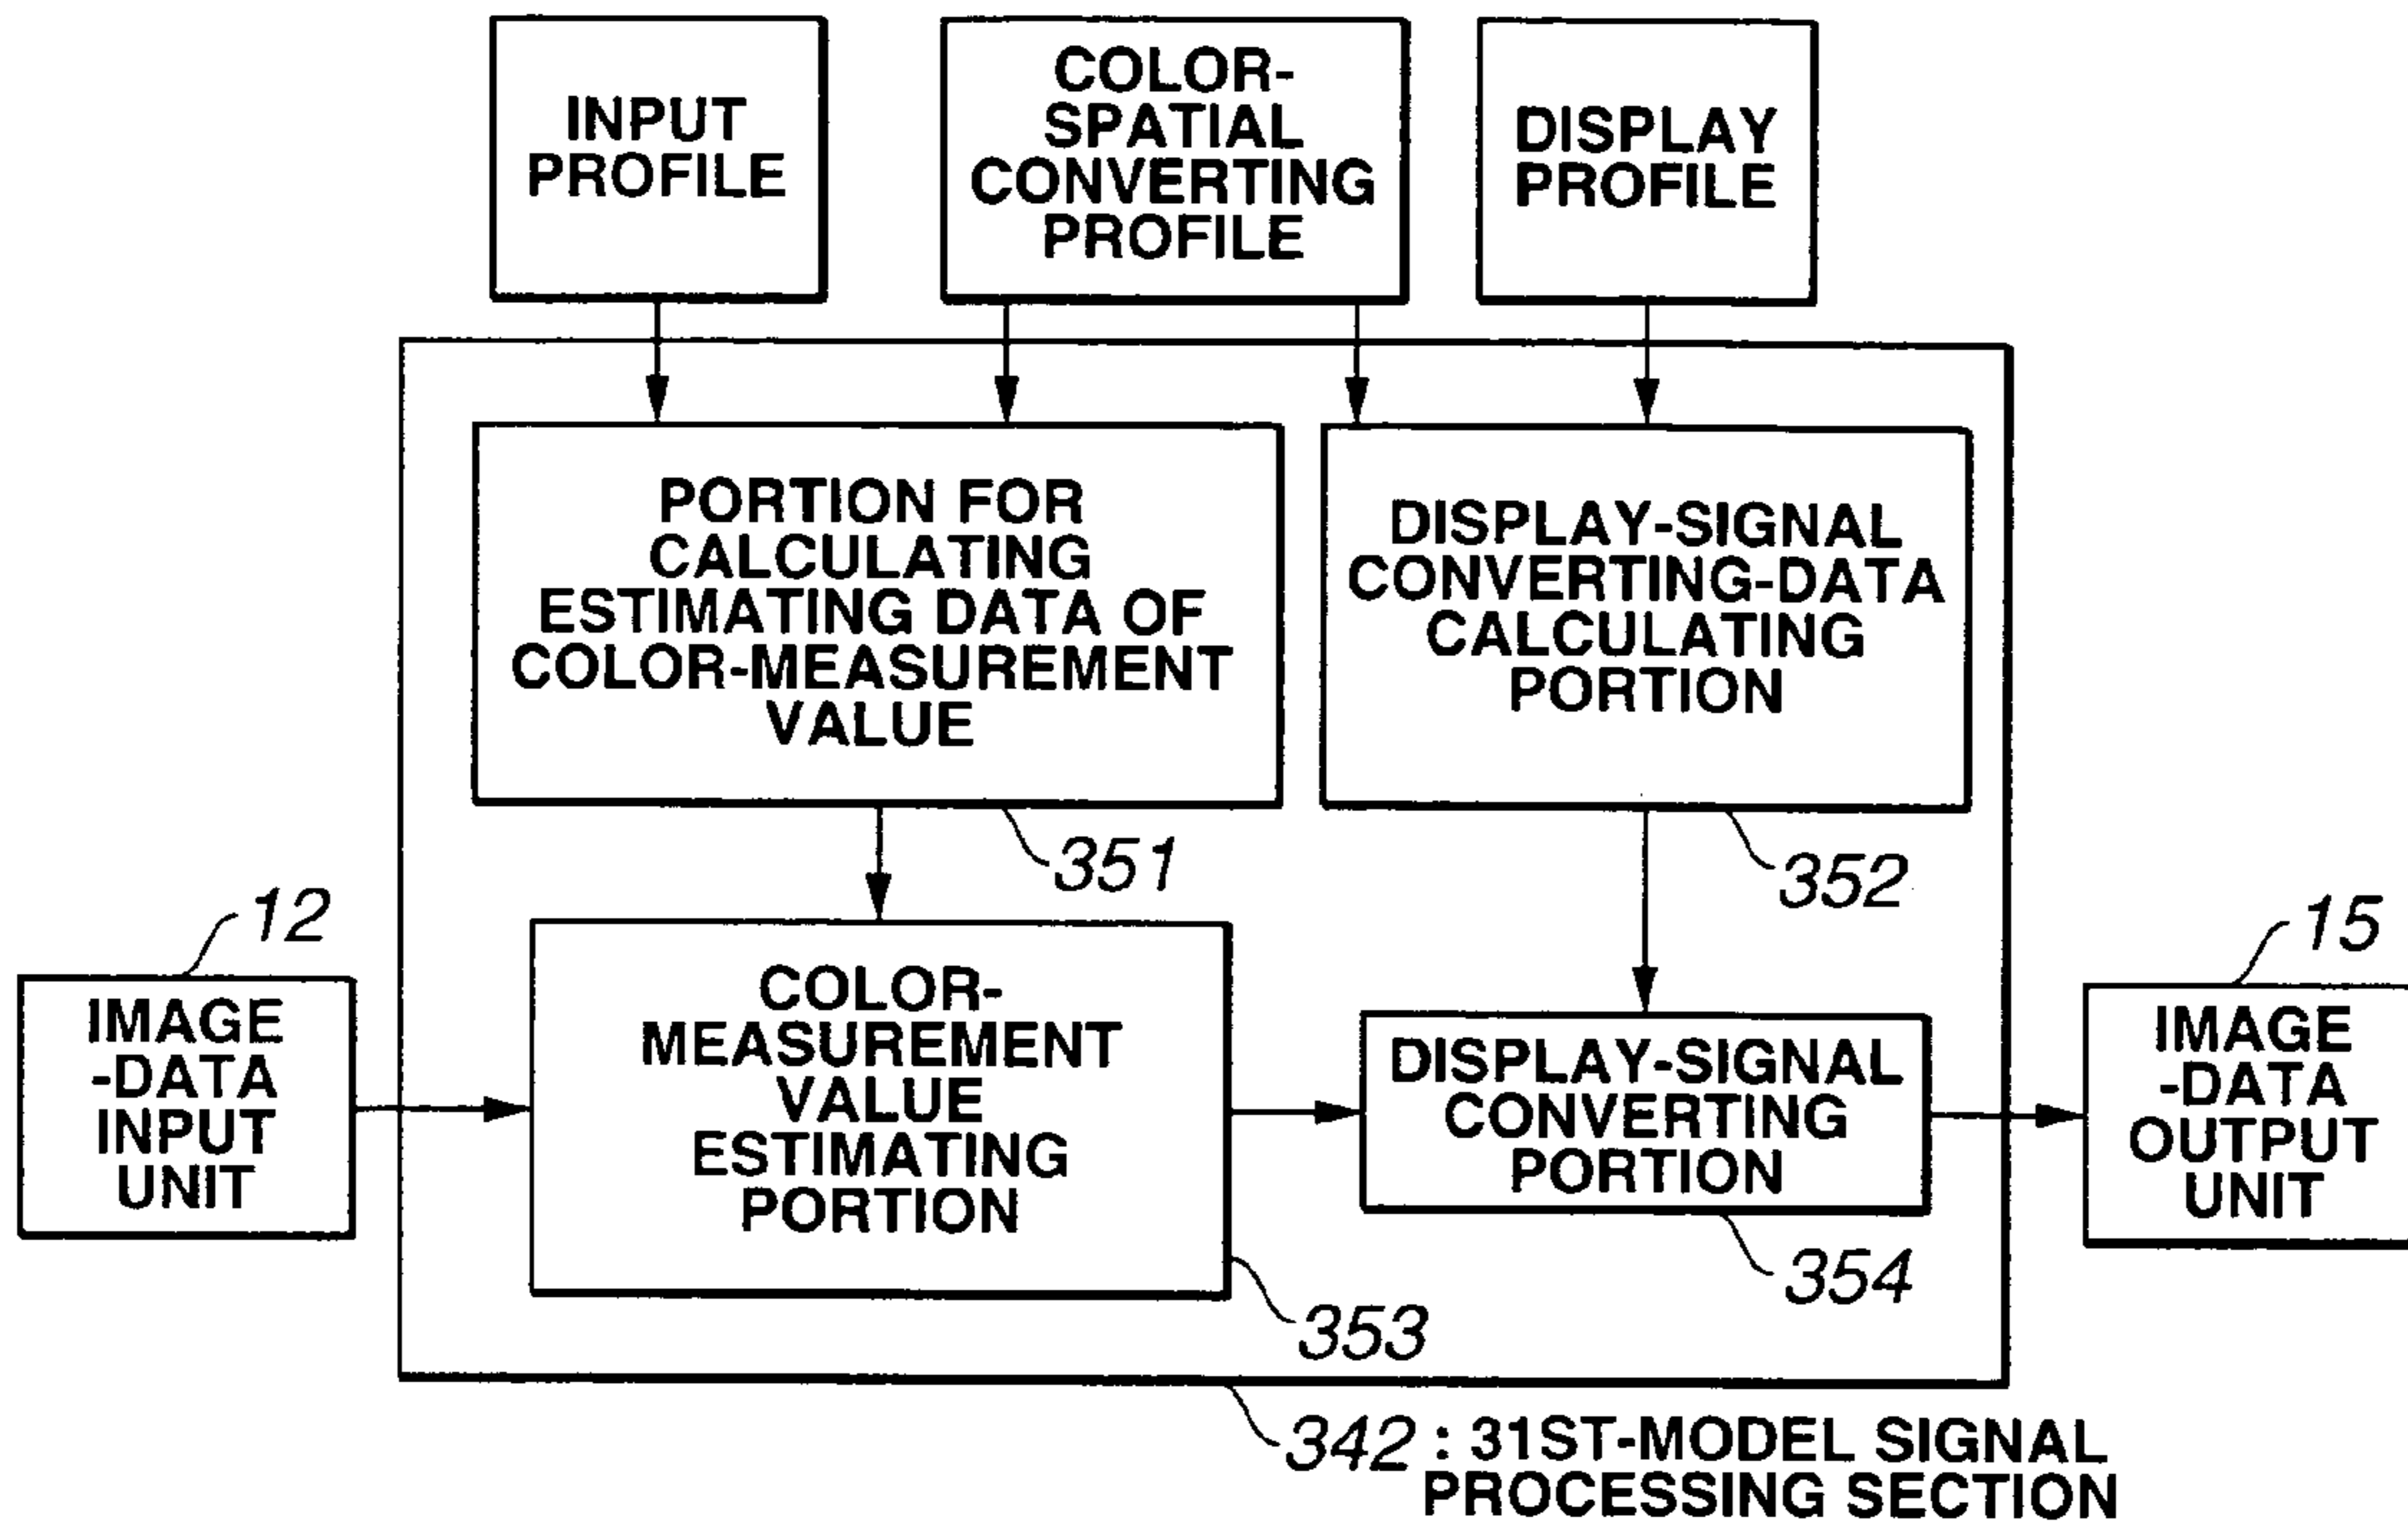 INPUT
PROFILE
COLOR-
SPATIAL
CONVERTING
PROFILE
DISPLAY
PROFILE
PORTION FOR
CALCULATING
ESTIMATING DATA OF
COLOR-MEASUREMENT
VALUE
351
DISPLAY-SIGNAL
CONVERTING-DATA
CALCULATING
PORTION
352
12
IMAGE
-DATA
INPUT
UNIT
COLOR-
MEASUREMENT
VALUE
ESTIMATING
PORTION
353
DISPLAY-SIGNAL
CONVERTING
PORTION
354
15
IMAGE
-DATA
OUTPUT
UNIT
342 : 31ST-MODEL SIGNAL
PROCESSING SECTION